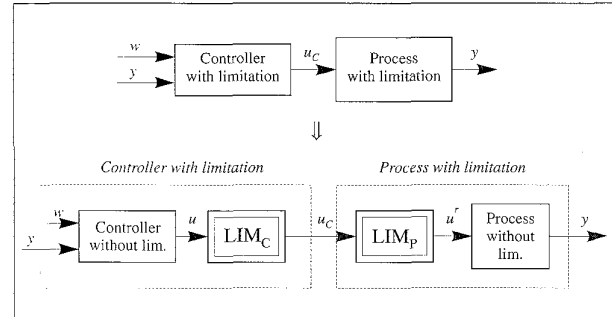 w
y
Controller
with limitation
u_C
Process
with limitation
y
⇓
Controller with limitation
Process with limitation
w
y
Controller
without lim.
u
LIM_C
u_C
LIM_P
u^r
Process
without
lim.
y